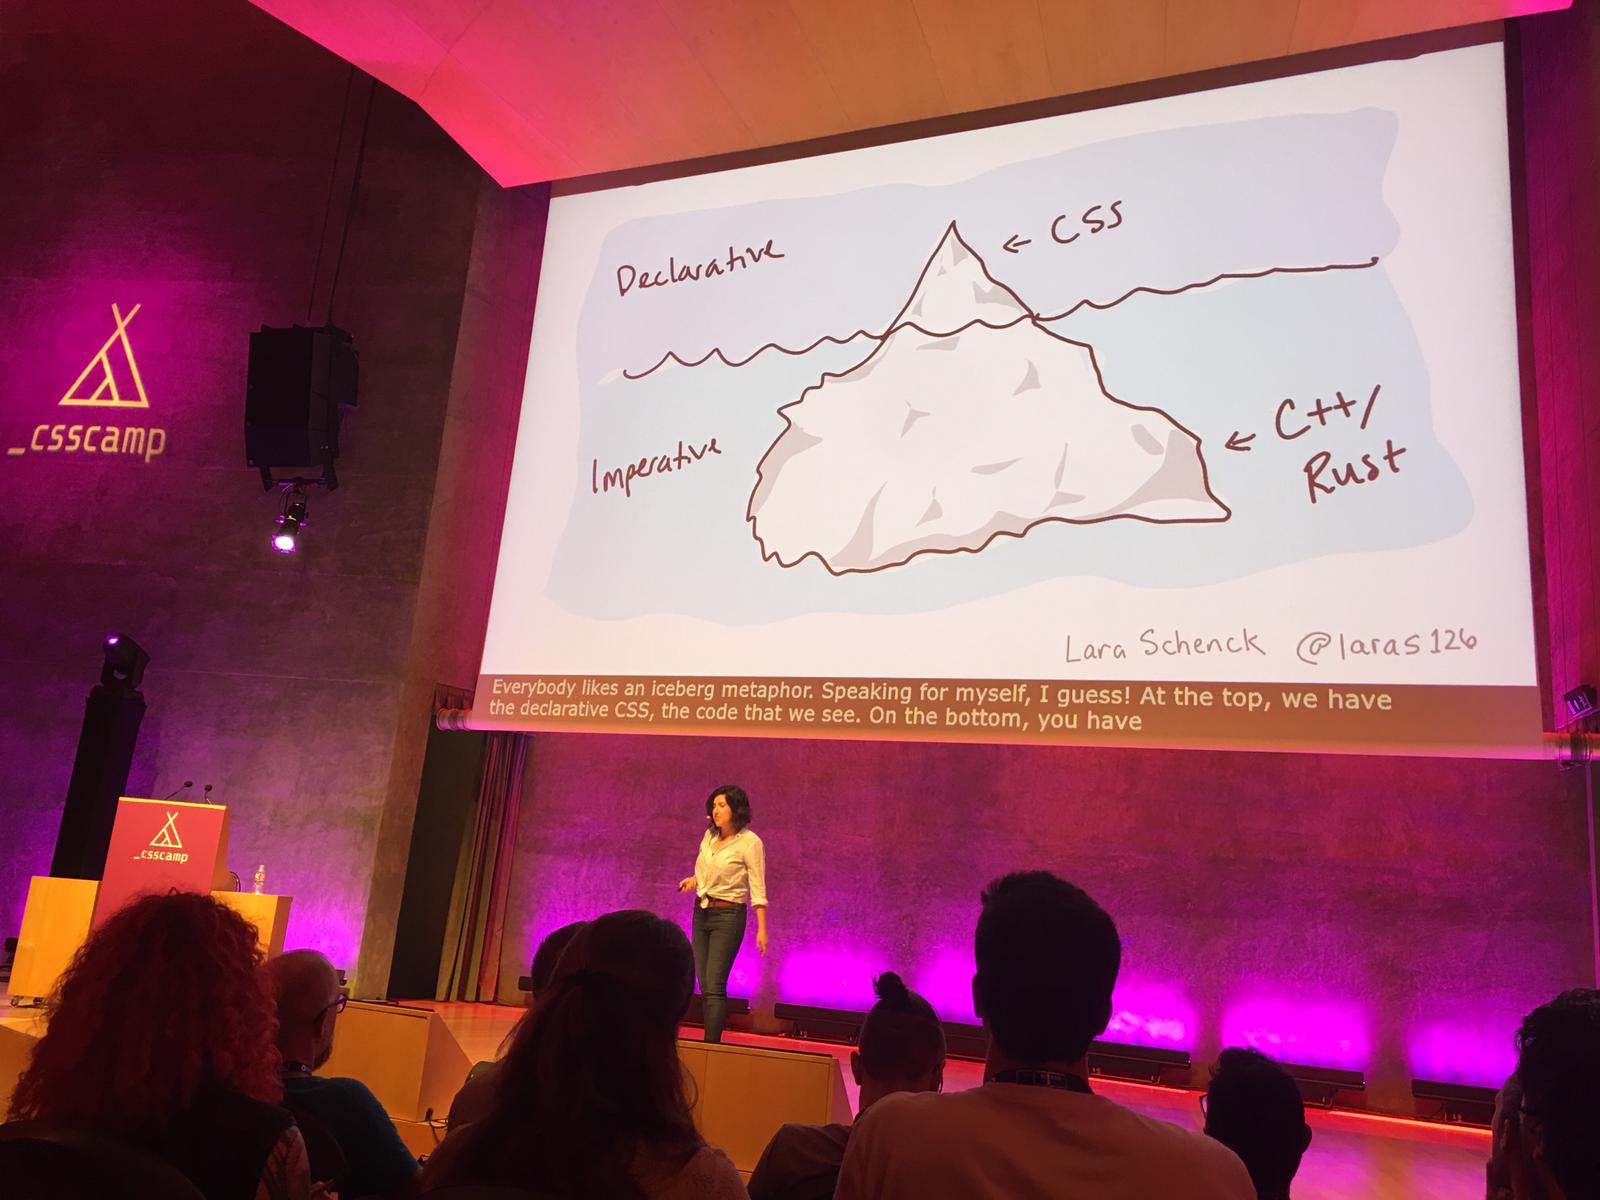 Declarative
← CSS
Imperative
← C++/
Rust
Lara Schenck @laras126
Everybody likes an iceberg metaphor. Speaking for myself, I guess! At the top, we have
the declarative CSS, the code that we see. On the bottom, you have
_csscamp
_csscamp